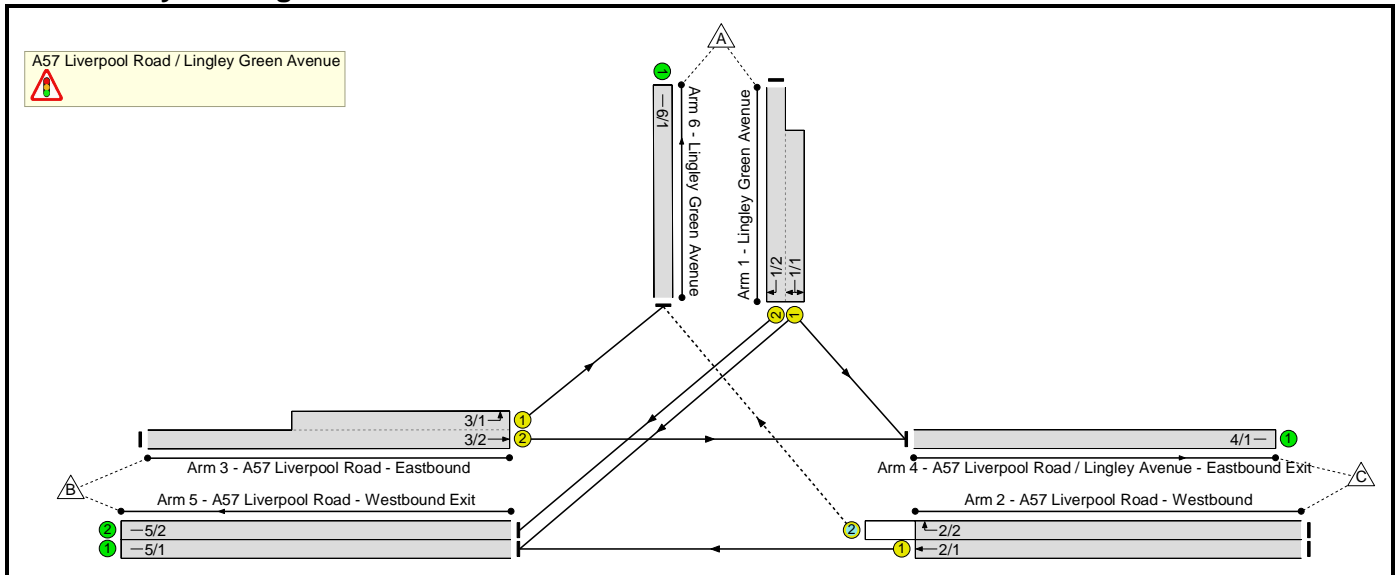 A57 Liverpool Road / Lingley Green Avenue
A
1
6/1
Arm 6 - Lingley Green Avenue
Arm 1 - Lingley Green Avenue
1/2
1/1
2
1
3/1
1
3/2
2
Arm 3 - A57 Liverpool Road - Eastbound
B
4/1
1
Arm 4 - A57 Liverpool Road / Lingley Avenue - Eastbound Exit
C
Arm 5 - A57 Liverpool Road - Westbound Exit
2
5/2
1
5/1
Arm 2 - A57 Liverpool Road - Westbound
2
2/2
1
2/1